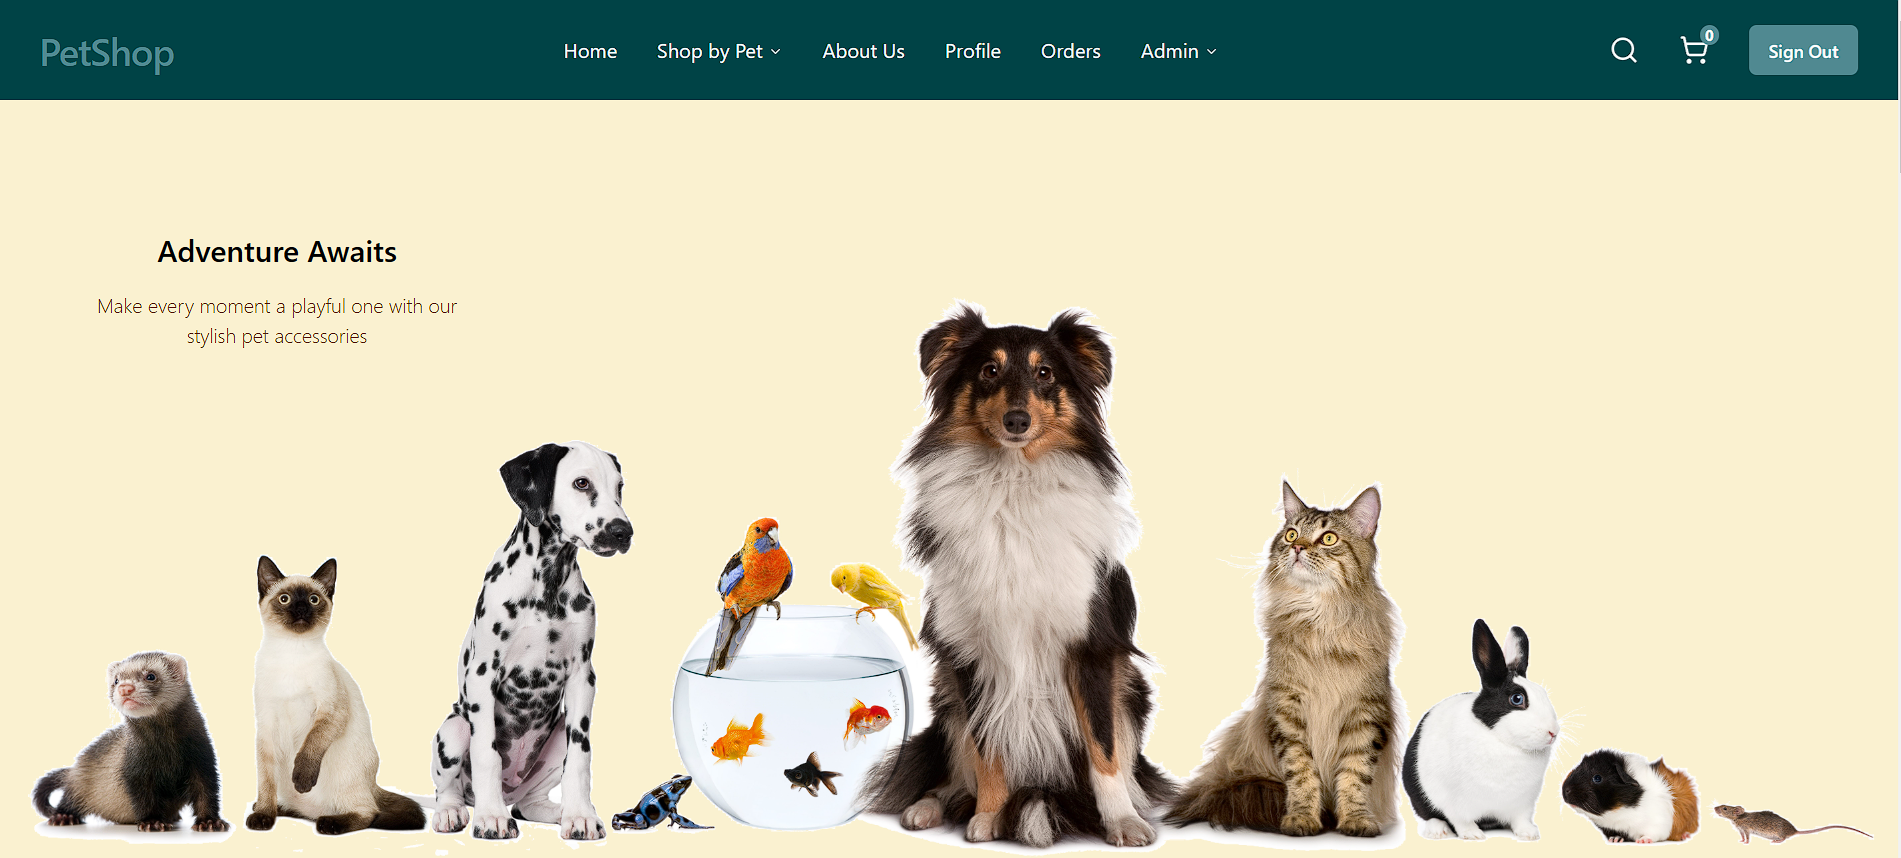 PetShop
Home
Shop by Pet
About Us
Profile
Orders
Admin
0
Sign Out
Adventure Awaits
Make every moment a playful one with our
stylish pet accessories